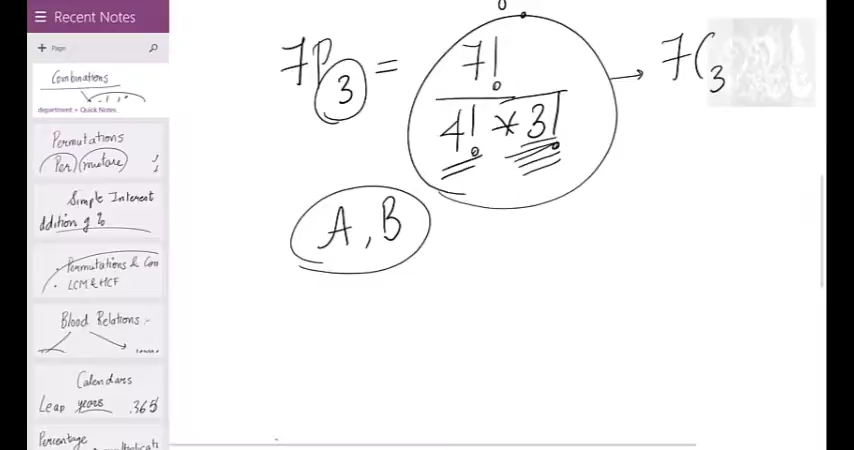 Recent Notes
+ Page
Combinations
department > Quick Notes
Permutations
(Per) (mutare)
Simple Interest
addition of %
• Permutations & Com
• LCM & HCF
Blood Relations :-
Calendars
Leap years .365
Percentage
7P3 = 7! / 4! * 3! → 7C3
A, B